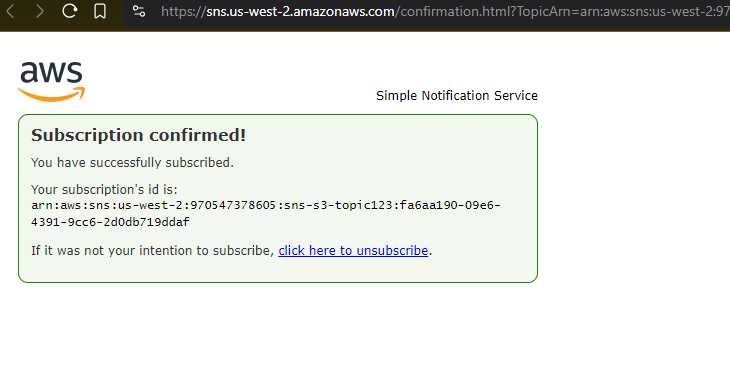 https://sns.us-west-2.amazonaws.com/confirmation.html?TopicArn=arn:aws:sns:us-west-2:97
aws
Simple Notification Service
Subscription confirmed!
You have successfully subscribed.
Your subscription's id is:
arn:aws:sns:us-west-2:970547378605:sns-s3-topic123:fa6aa190-09e6-
4391-9cc6-2d0db719ddaf
If it was not your intention to subscribe, click here to unsubscribe.